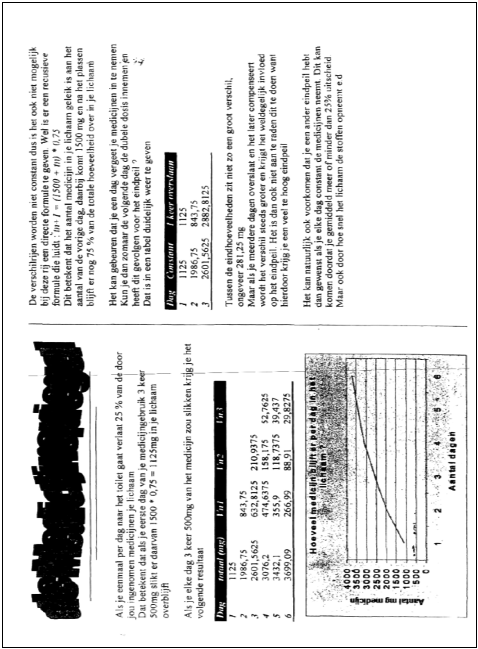 de Medicijnspiegel
Als je eenmaal per dag naar het toilet gaat verlaat 25 % van de door
jou ingenomen medicijnen je lichaam
Dat betekent dat als je eerste dag van je medicijngebruik 3 keer
500mg slikt er daarvan 1500 * 0,75 = 1125mg in je lichaam
overblijft
Als je elke dag 3 keer 500mg van het medicijn zou slikken krijg je het
volgende resultaat
Dag totaal (mg) Vn1 Vn2 Vn3
1 1125
2 1986,75 843,75
3 2601,5625 632,8125 210,9375
4 3076,2 474,6375 158,175 52,7625
5 3432,1 355,9 118,7375 39,437
6 3699,09 266,99 88,91 29,8275
Hoeveel medicijn blijft er per dag in het
lichaam
Aantal mg medicijn
4000
3500
3000
2500
2000
1500
1000
500
0
1 2 3 4 5 6
Aantal dagen
De verschilrijen worden niet constant dus is het ook niet mogelijk
bij deze rij een directe formule te geven. Wel is er een recusieve
formule die luidt : tn+1 = (1500 + tn) * 0,75
Dit betekent dat het aantal medicijn in je lichaam gelijk is aan het
aantal van de vorige dag, daarbij komt 1500 mg en na het plassen
blijft er nog 75 % van de totale hoeveelheid over in je lichaam
Het kan gebeuren dat je een dag vergeet je medicijnen in te nemen
Kun je dan zomaar de volgende dag de dubele dosis innemen en
heeft dit gevolgen voor het eindpeil ?
Dat is in een tabel duidelijk weer te geven
Dag Constant 1 keer overslaan
1 1125 1125
2 1986,75 843,75
3 2601,5625 2882,8125
Tussen de eindhoeveelheden zit niet zo een groot verschil,
ongeveer 281,25 mg
Maar als je meerdere dagen overslaat en het later compenseert
wordt het verschil steeds groter en krijgt het weldegelijk invloed
op het eindpeil. Het is dan ook niet aan te raden dit te doen want
hierdoor krijg je een veel te hoog eindpeil
Het kan natuurlijk ook voorkomen dat je een ander eindpeil hebt
dan gewenst als je elke dag constant de medicijnen neemt. Dit kan
komen doordat je gemiddeld meer of minder dan 25% uitscheid
Maar ook door hoe snel het lichaam de stoffen opneemt e d